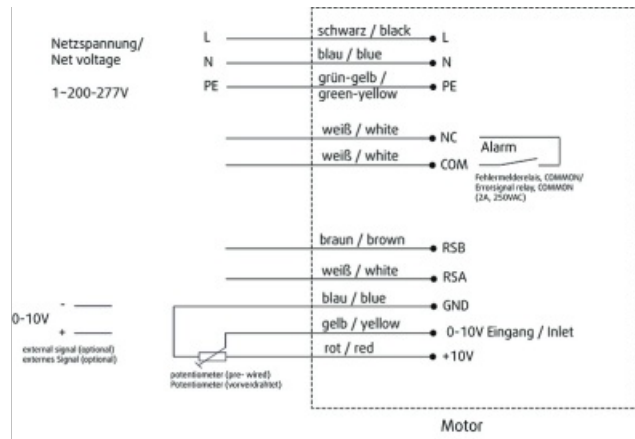 Netzspannung/
Net voltage
1~200-277V
L schwarz / black L
N blau / blue N
PE grün-gelb / PE
green-yellow
weiß / white NC
Alarm
weiß / white COM
Fehlermelderelais, COMMON/
Errorsignal relay, COMMON
(2A, 250VAC)
braun / brown RSB
weiß / white RSA
blau / blue GND
-
0-10V
+
gelb / yellow 0-10V Eingang / Inlet
rot / red +10V
external signal (optional)
externes Signal (optional)
potentiometer (pre- wired)
Potentiometer (vorverdrahtet)
Motor